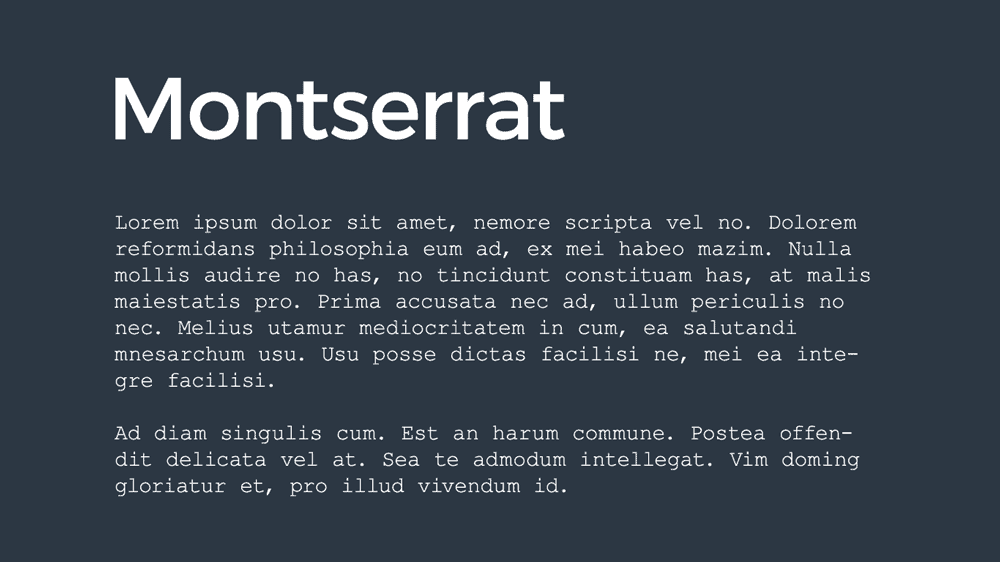 Montserrat
Lorem ipsum dolor sit amet, nemore scripta vel no. Dolorem
reformidans philosophia eum ad, ex mei habeo mazim. Nulla
mollis audire no has, no tincidunt constituam has, at malis
maiestatis pro. Prima accusata nec ad, ullum periculis no
nec. Melius utamur mediocritatem in cum, ea salutandi
mnesarchum usu. Usu posse dictas facilisi ne, mei ea inte-
gre facilisi.
Ad diam singulis cum. Est an harum commune. Postea offen-
dit delicata vel at. Sea te admodum intellegat. Vim doming
gloriatur et, pro illud vivendum id.